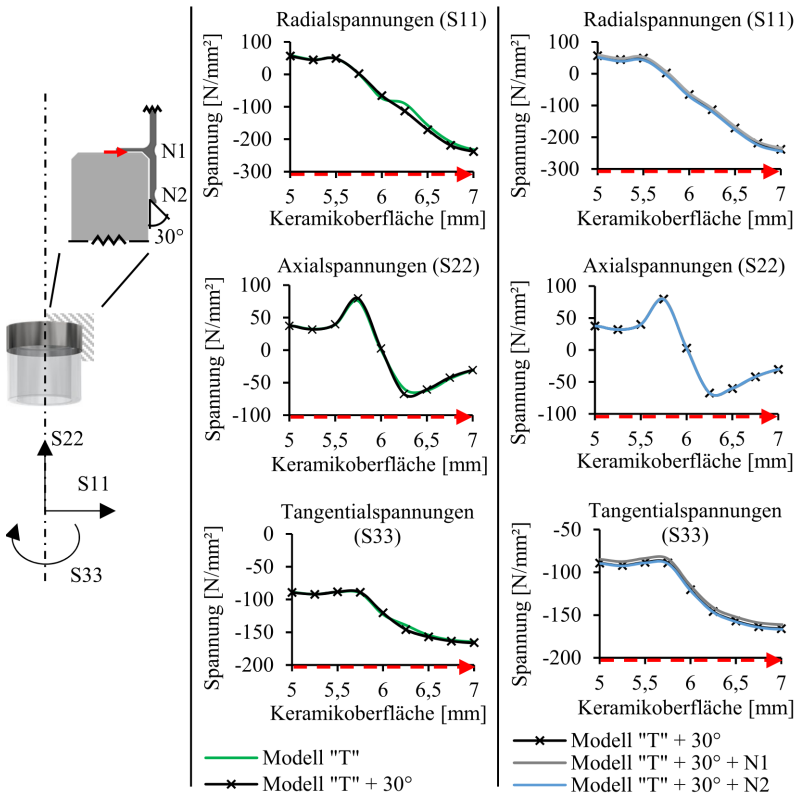 N1
N2
30°
S22
S11
S33
Radialspannungen (S11)
Spannung [N/mm²]
100
0
-100
-200
-300
5 5,5 6 6,5 7
Keramikoberfläche [mm]
Axialspannungen (S22)
Spannung [N/mm²]
100
50
0
-50
-100
5 5,5 6 6,5 7
Keramikoberfläche [mm]
Tangentialspannungen
(S33)
Spannung [N/mm²]
0
-50
-100
-150
-200
5 5,5 6 6,5 7
Keramikoberfläche [mm]
Modell "T"
Modell "T" + 30°
Radialspannungen (S11)
Spannung [N/mm²]
100
0
-100
-200
-300
5 5,5 6 6,5 7
Keramikoberfläche [mm]
Axialspannungen (S22)
Spannung [N/mm²]
100
50
0
-50
-100
5 5,5 6 6,5 7
Keramikoberfläche [mm]
Tangentialspannungen
(S33)
Spannung [N/mm²]
-50
-100
-150
-200
5 5,5 6 6,5 7
Keramikoberfläche [mm]
Modell "T" + 30°
Modell "T" + 30° + N1
Modell "T" + 30° + N2